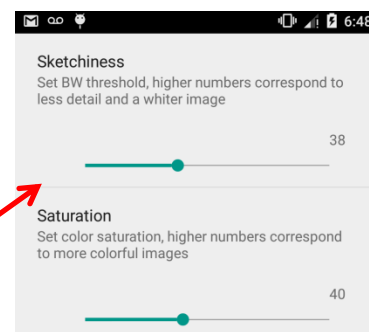 6:48
Sketchiness
Set BW threshold, higher numbers correspond to
less detail and a whiter image
38
Saturation
Set color saturation, higher numbers correspond
to more colorful images
40